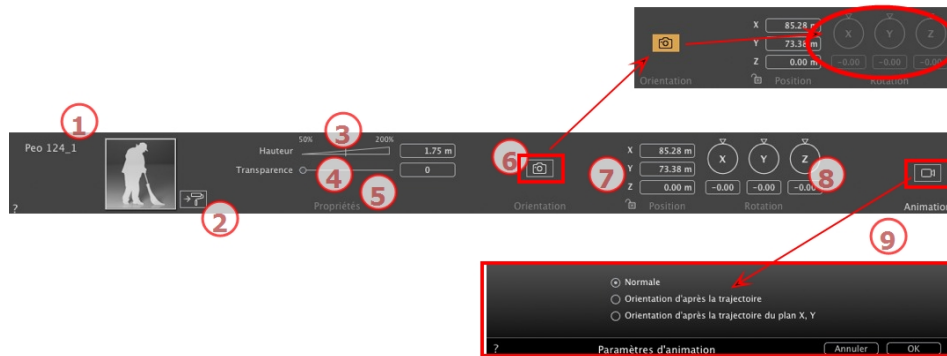 X 85.28 m
Y 73.38 m
Z 0.00 m
X Y Z
-0.00 -0.00 -0.00
Orientation Position Rotation
1
Peo 124_1
2
?
50% 3 200%
Hauteur 1.75 m
Transparence 4 0
5
Propriétés
6
Orientation
7
X 85.28 m
Y 73.38 m
Z 0.00 m
Position
X Y Z
-0.00 -0.00 -0.00
8
Rotation
Animation
9
Normale
Orientation d'après la trajectoire
Orientation d'après la trajectoire du plan X, Y
? Paramètres d'animation Annuler OK